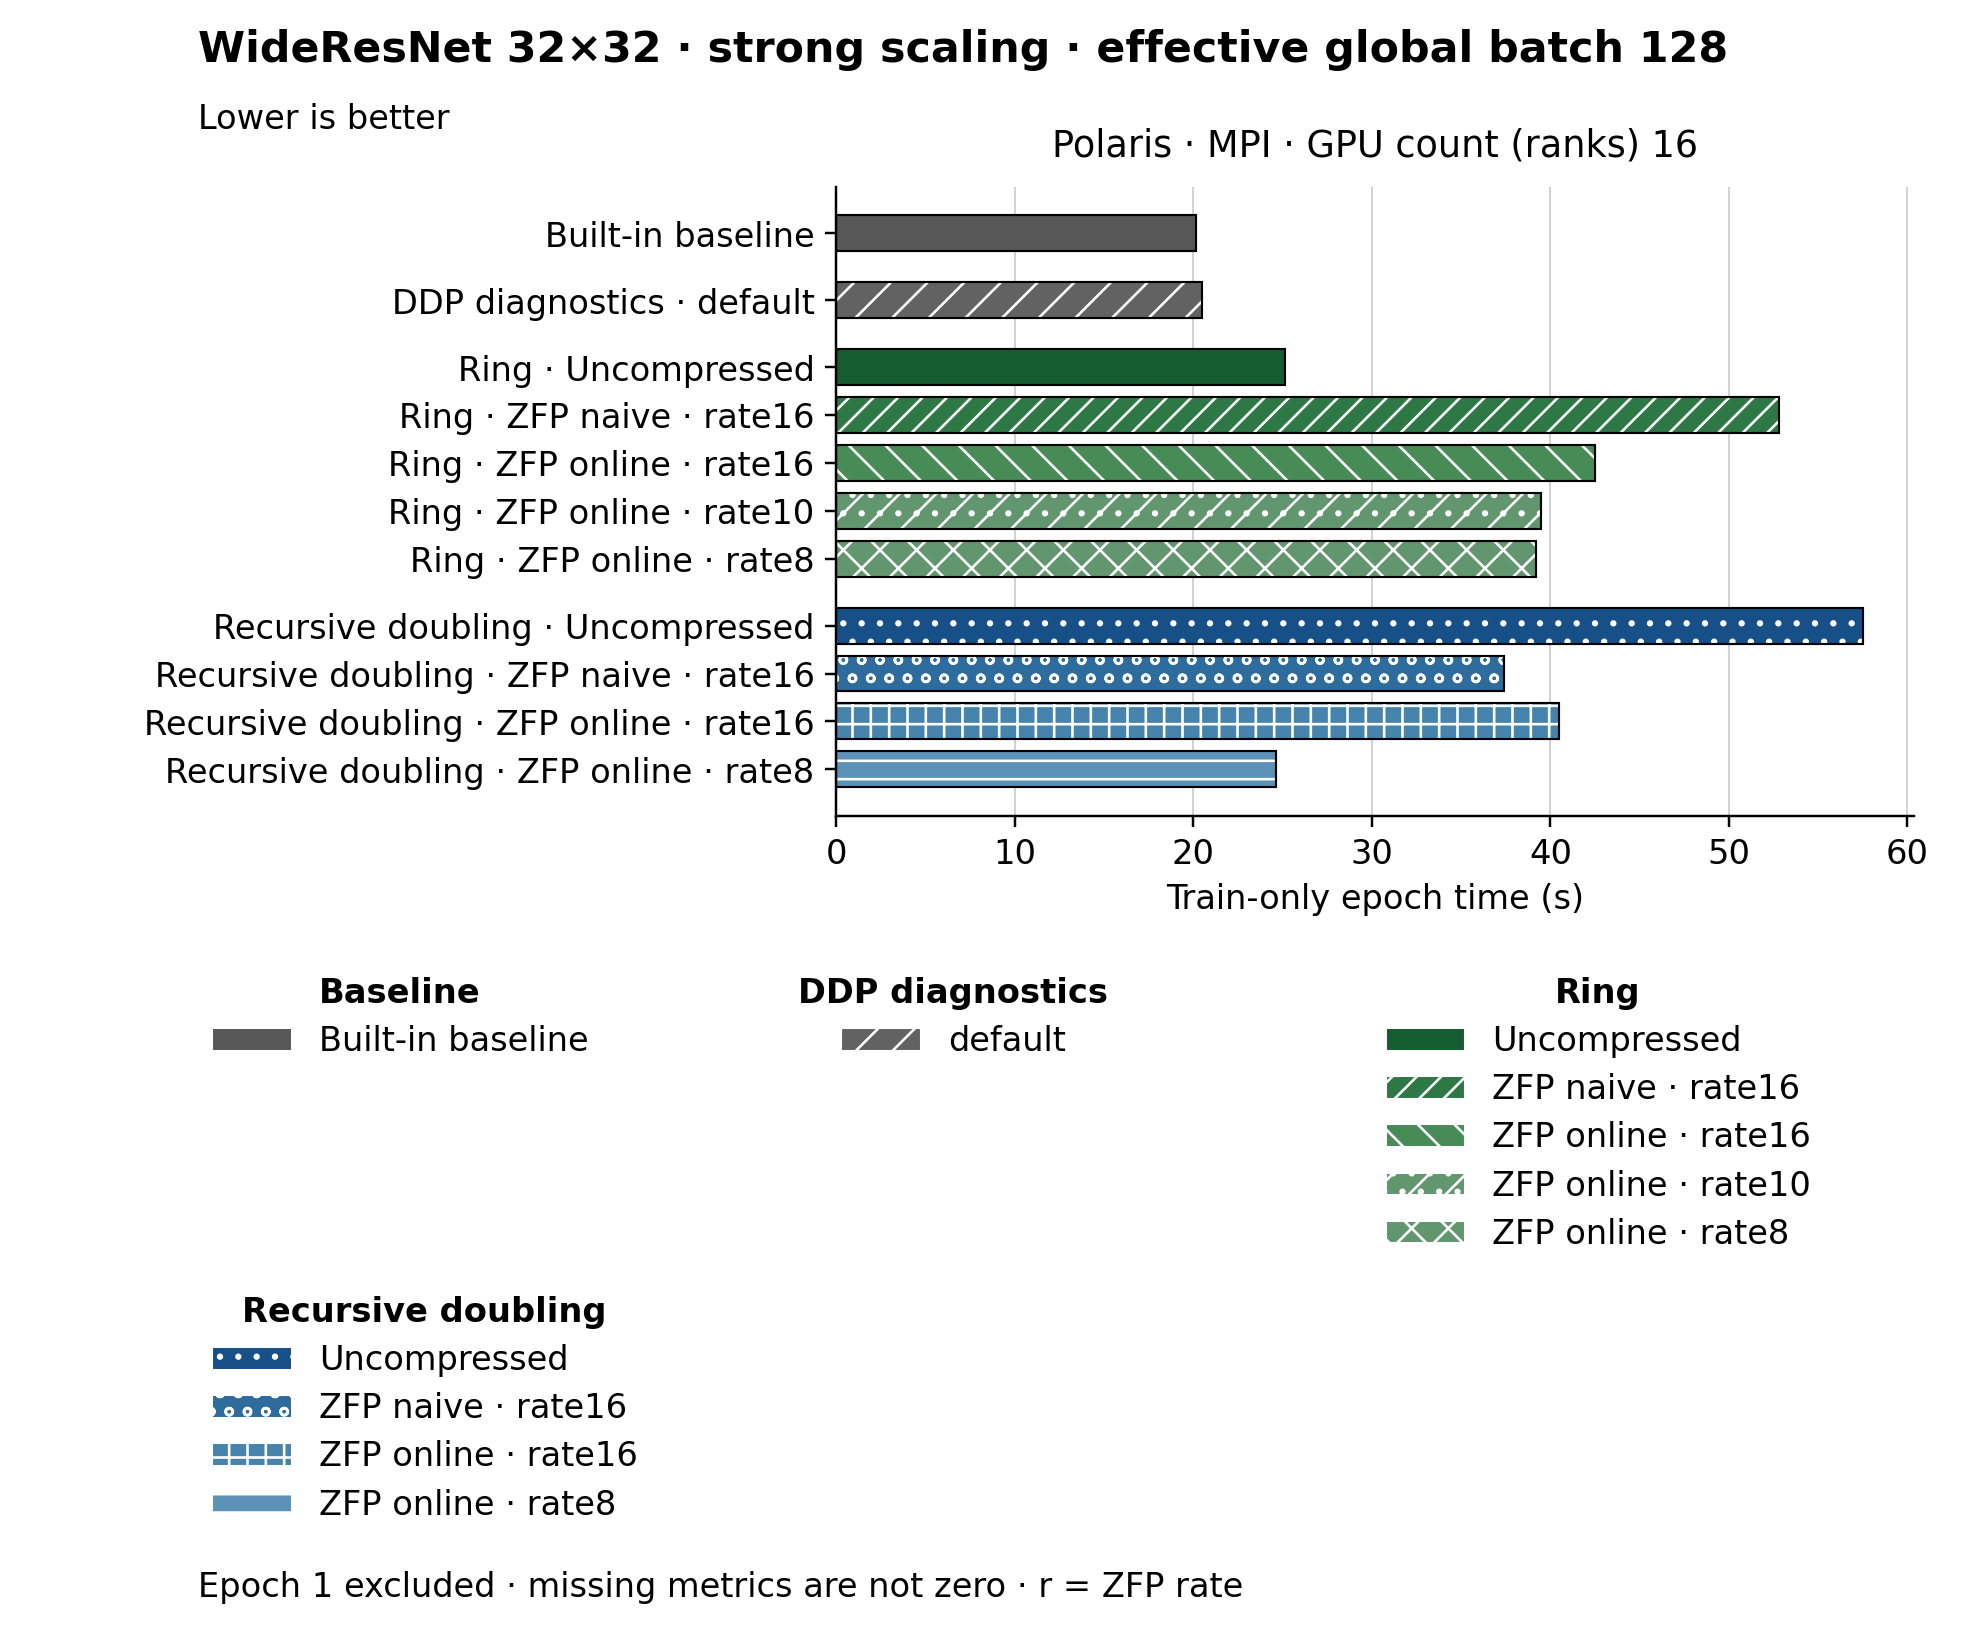 WideResNet 32×32 · strong scaling · effective global batch 128
Lower is better
Polaris · MPI · GPU count (ranks) 16
Built-in baseline
DDP diagnostics · default
Ring · Uncompressed
Ring · ZFP naive · rate16
Ring · ZFP online · rate16
Ring · ZFP online · rate10
Ring · ZFP online · rate8
Recursive doubling · Uncompressed
Recursive doubling · ZFP naive · rate16
Recursive doubling · ZFP online · rate16
Recursive doubling · ZFP online · rate8
0 10 20 30 40 50 60
Train-only epoch time (s)
Baseline
Built-in baseline
DDP diagnostics
default
Ring
Uncompressed
ZFP naive · rate16
ZFP online · rate16
ZFP online · rate10
ZFP online · rate8
Recursive doubling
Uncompressed
ZFP naive · rate16
ZFP online · rate16
ZFP online · rate8
Epoch 1 excluded · missing metrics are not zero · r = ZFP rate